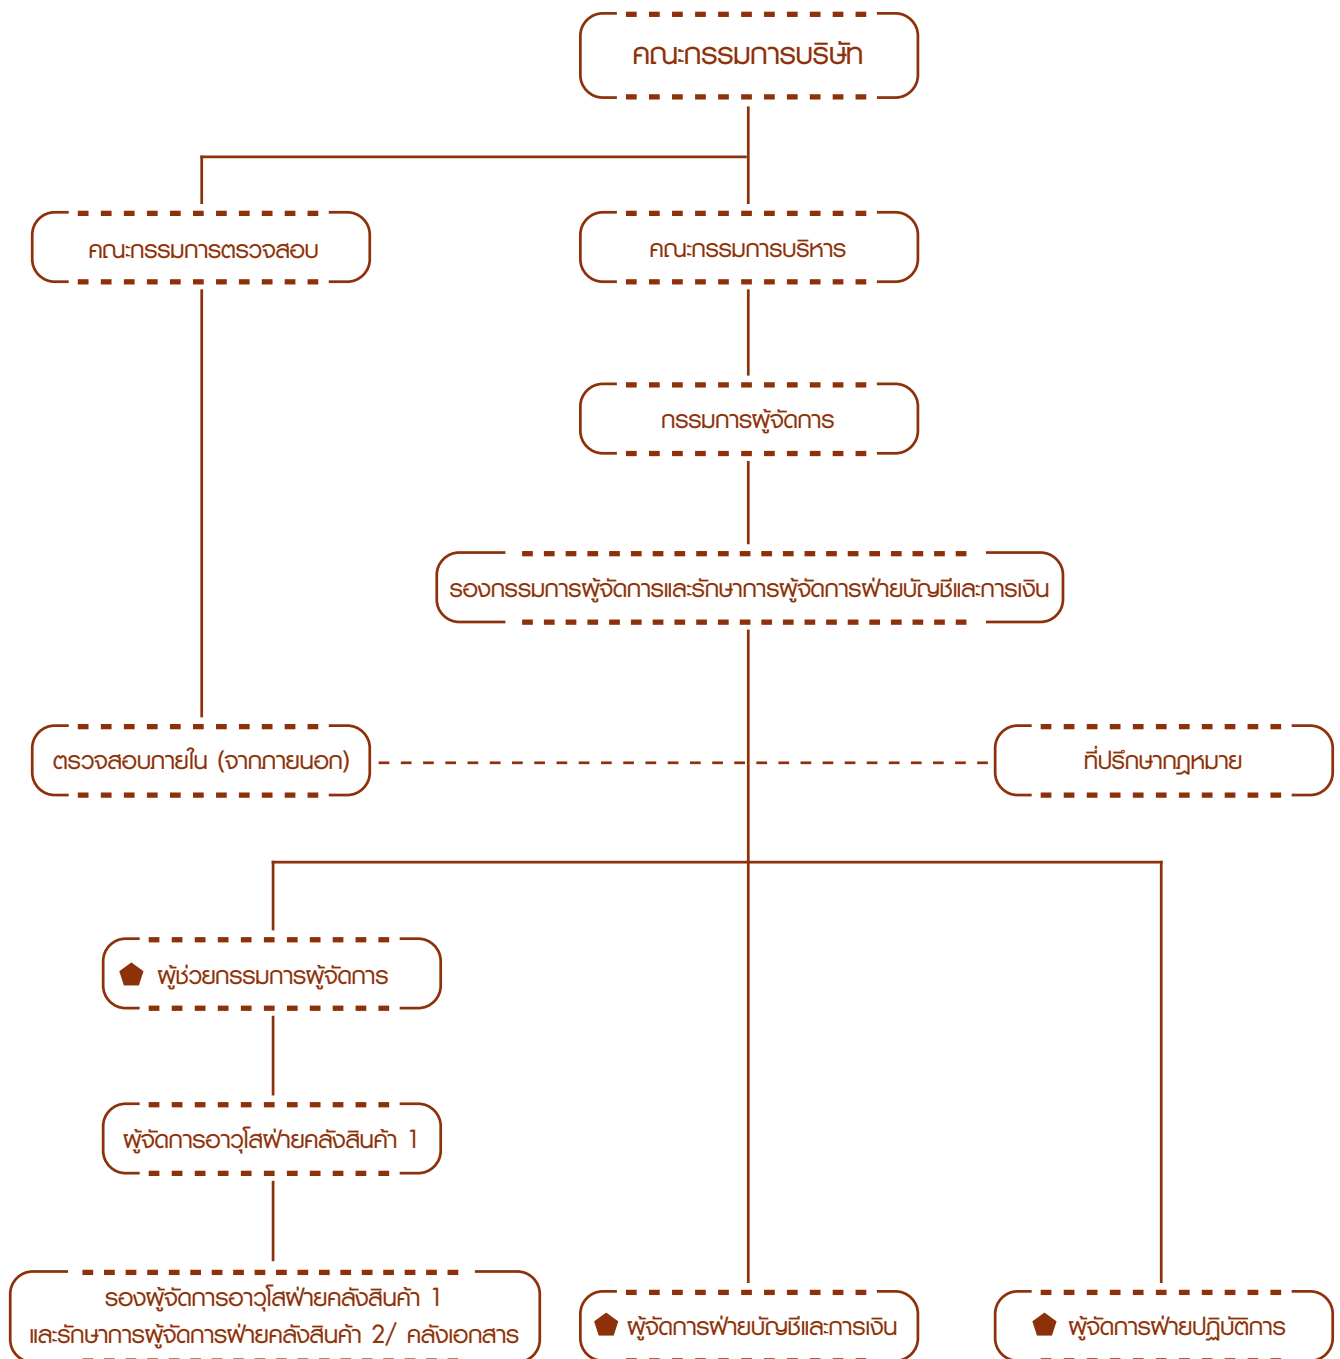 คณะกรรมการบริษัท
คณะกรรมการตรวจสอบ
คณะกรรมการบริหาร
กรรมการผู้จัดการ
รองกรรมการผู้จัดการและรักษาการผู้จัดการฝ่ายบัญชีและการเงิน
ตรวจสอบภายใน (จากภายนอก)
ที่ปรึกษากฎหมาย
ผู้ช่วยกรรมการผู้จัดการ
ผู้จัดการอาวุโสฝ่ายคลังสินค้า 1
รองผู้จัดการอาวุโสฝ่ายคลังสินค้า 1
และรักษาการผู้จัดการฝ่ายคลังสินค้า 2/ คลังเอกสาร
ผู้จัดการฝ่ายบัญชีและการเงิน
ผู้จัดการฝ่ายปฏิบัติการ